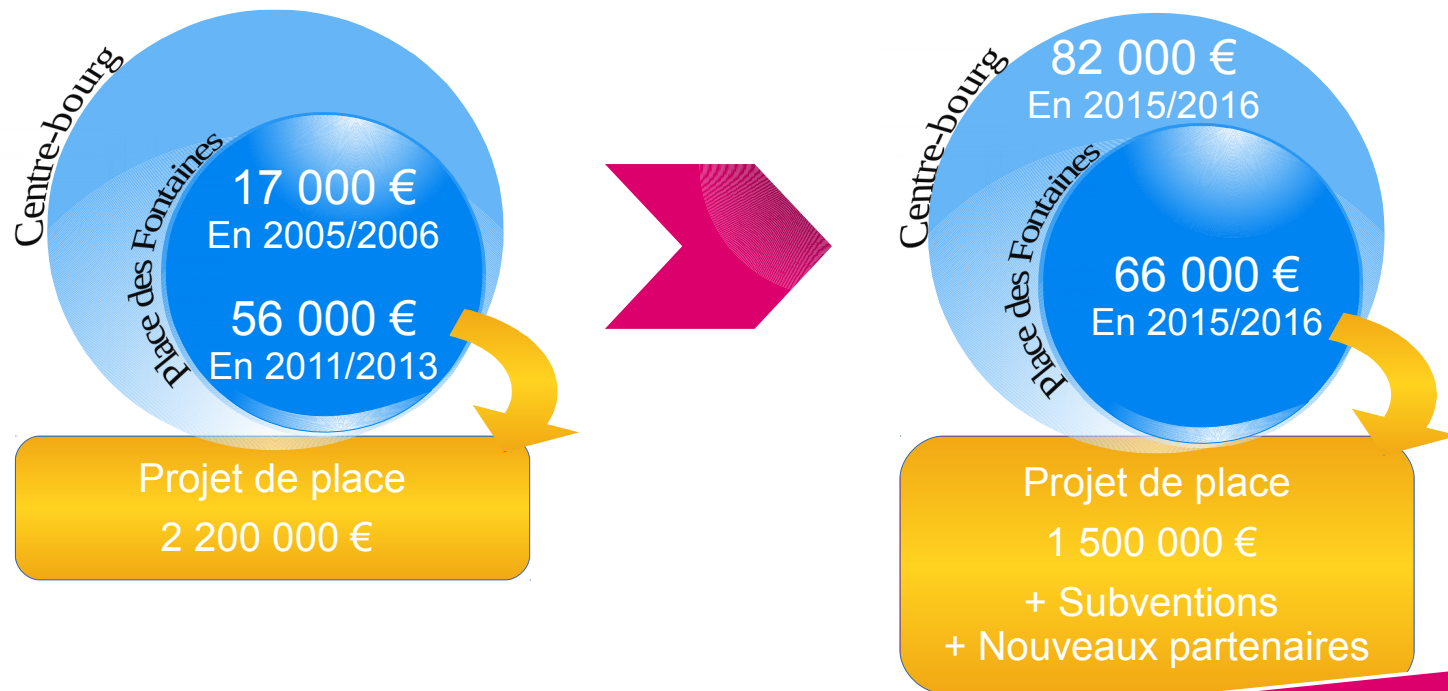 Centre-bourg
Place des Fontaines
17 000 €
En 2005/2006
56 000 €
En 2011/2013
Projet de place
2 200 000 €
Centre-bourg
82 000 €
En 2015/2016
Place des Fontaines
66 000 €
En 2015/2016
Projet de place
1 500 000 €
+ Subventions
+ Nouveaux partenaires